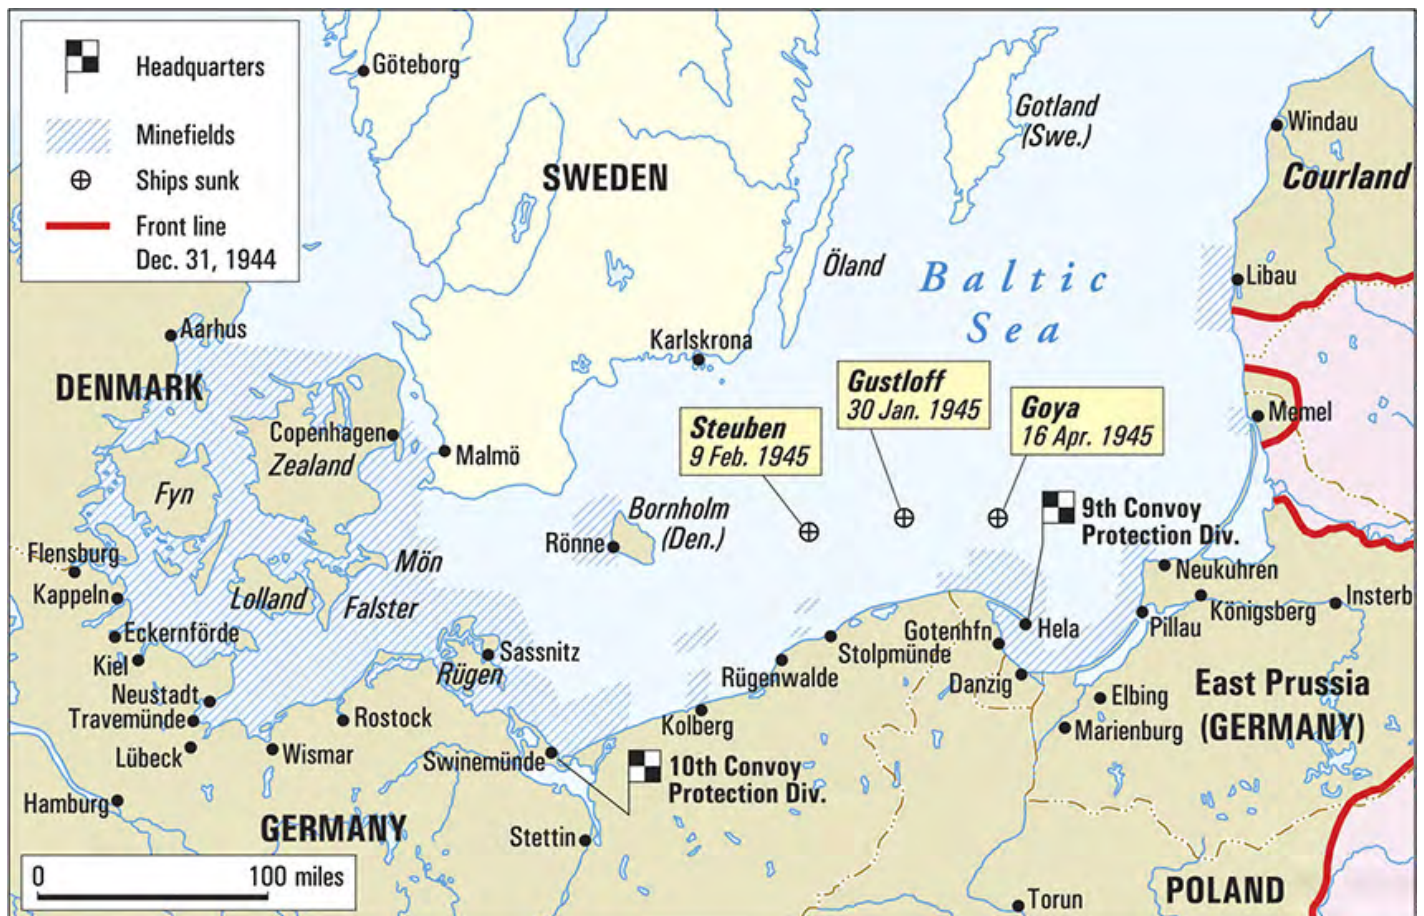 Headquarters
Minefields
Ships sunk
Front line
Dec. 31, 1944
Göteborg
SWEDEN
Gotland
(Swe.)
Windau
Courland
Öland
Baltic
Sea
Libau
Aarhus
DENMARK
Karlskrona
Gustloff
30 Jan. 1945
Goya
16 Apr. 1945
Steuben
9 Feb. 1945
Memel
Copenhagen
Zealand
Malmö
Fyn
Bornholm
(Den.)
Rönne
9th Convoy
Protection Div.
Flensburg
Kappeln
Mön
Lolland
Falster
Neukuhren
Königsberg
Insterb
Eckernförde
Kiel
Sassnitz
Rügen
Gotenhfn
Hela
Pillau
Stolpmünde
Rügenwalde
Danzig
Elbing
Marienburg
East Prussia
(GERMANY)
Neustadt
Travemünde
Lübeck
Wismar
Rostock
Kolberg
Swinemünde
10th Convoy
Protection Div.
Hamburg
GERMANY
Stettin
0 100 miles
Torun
POLAND